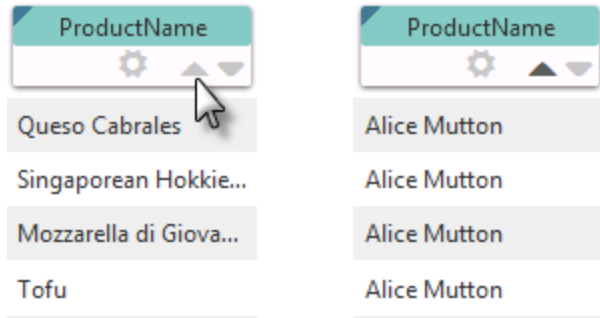 ProductName
Queso Cabrales
Singaporean Hokkie...
Mozzarella di Giova...
Tofu
ProductName
Alice Mutton
Alice Mutton
Alice Mutton
Alice Mutton